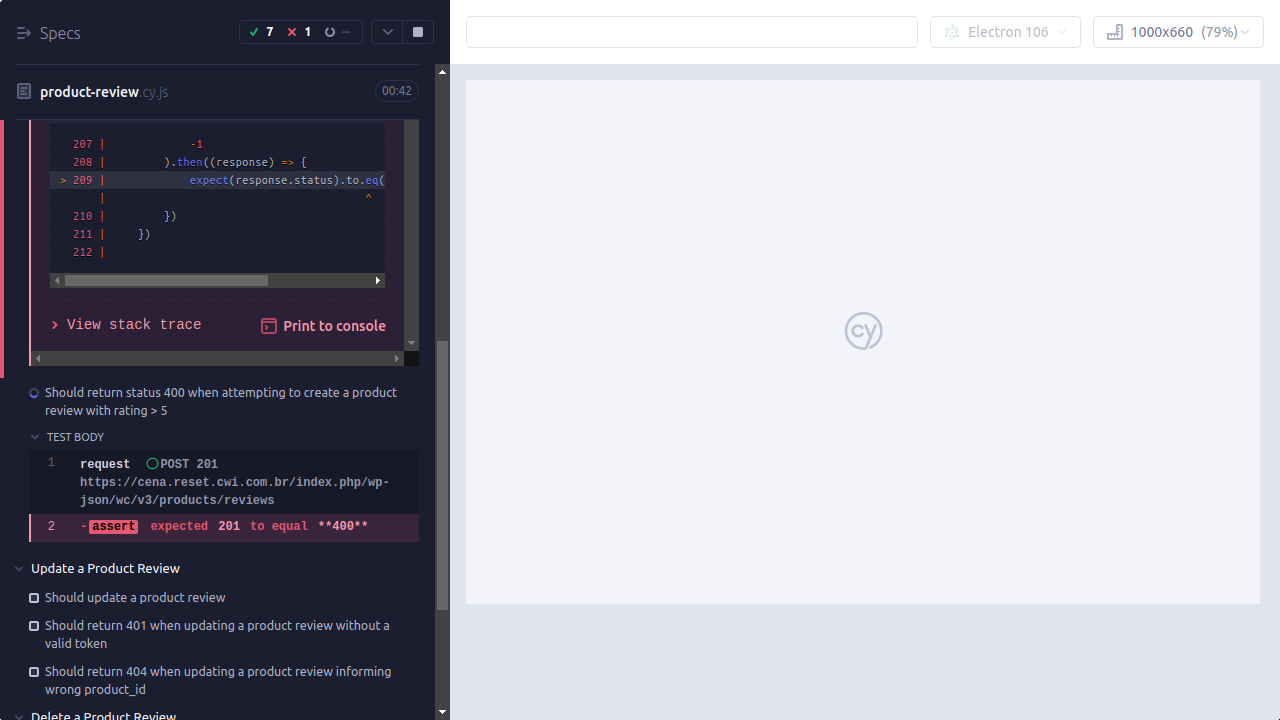 Specs
7 1 --
Electron 106
1000x660 (79%)
product-review.cy.js
00:42
207 | -1
208 | ).then((response) => {
> 209 | expect(response.status).to.eq(
| ^
210 | })
211 | })
212 |
View stack trace
Print to console
Should return status 400 when attempting to create a product
review with rating > 5
TEST BODY
1 request POST 201
https://cena.reset.cwi.com.br/index.php/wp-
json/wc/v3/products/reviews
2 -assert expected 201 to equal **400**
Update a Product Review
Should update a product review
Should return 401 when updating a product review without a
valid token
Should return 404 when updating a product review informing
wrong product_id
Delete a Product Review
cy